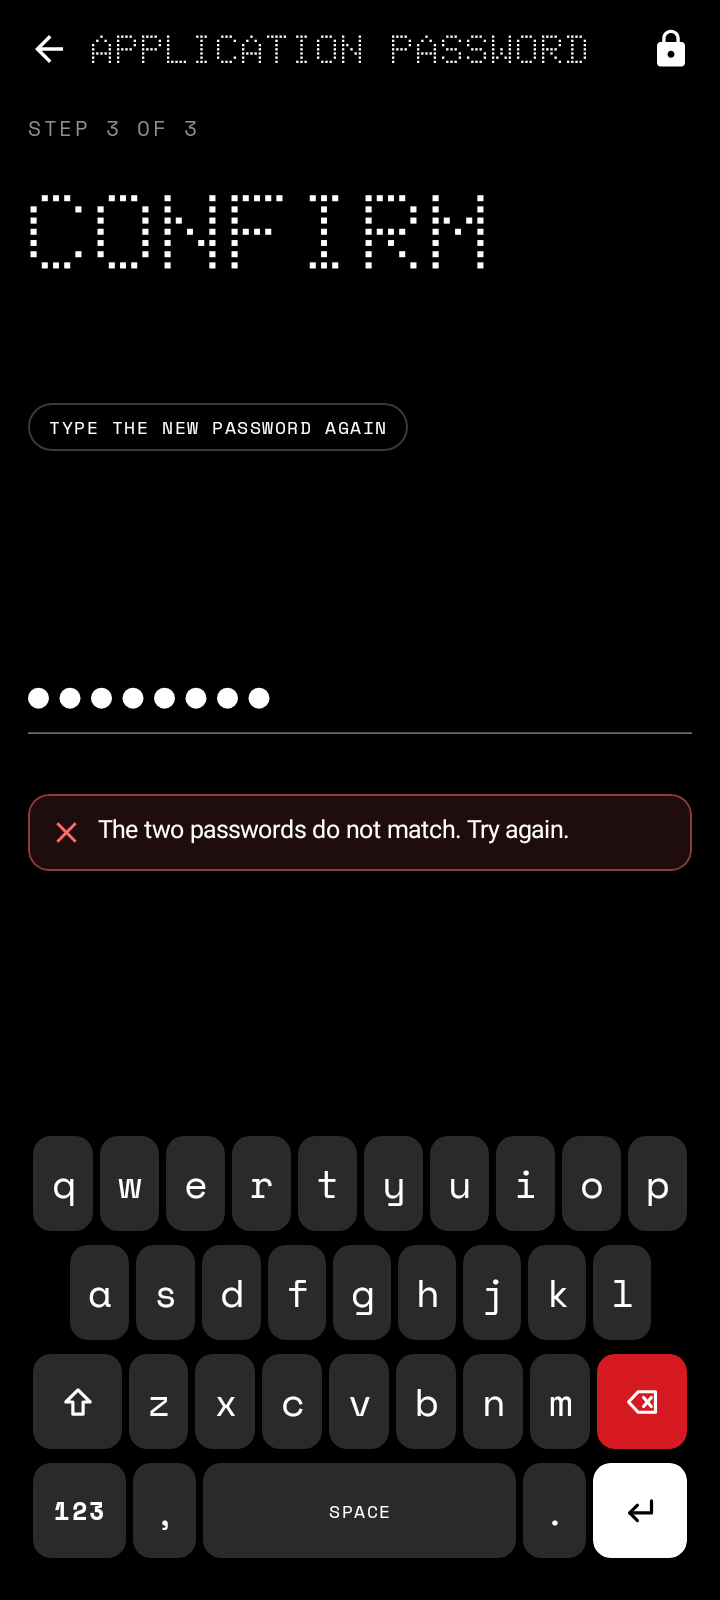 APPLICATION PASSWORD
STEP 3 OF 3
CONFIRM
TYPE THE NEW PASSWORD AGAIN
The two passwords do not match. Try again.
q w e r t y u i o p
a s d f g h j k l
z x c v b n m
123 , SPACE .